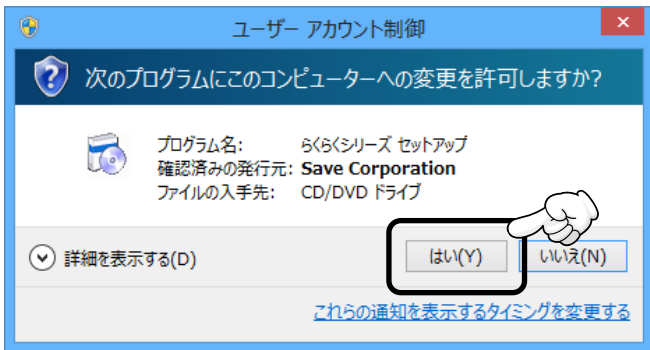 ユーザー アカウント制御
次のプログラムにこのコンピューターへの変更を許可しますか?
プログラム名: らくらくシリーズ セットアップ
確認済みの発行元: Save Corporation
ファイルの入手先: CD/DVD ドライブ
詳細を表示する(D) はい(Y) いいえ(N)
これらの通知を表示するタイミングを変更する